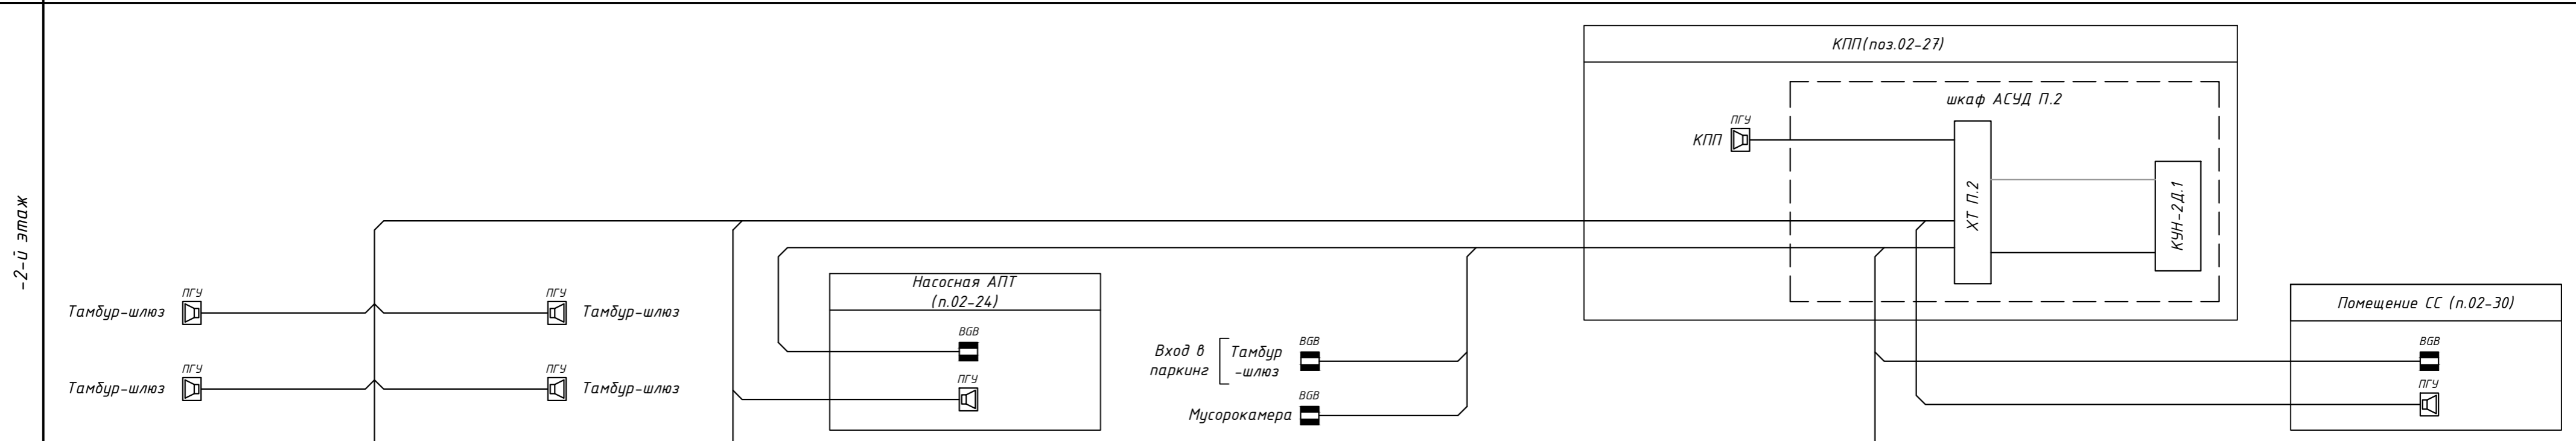 -2-й этаж
КПП(поз.02-27)
шкаф АСУД П.2
ПГУ
КПП
ХТ П.2
КУН-2Д.1
Насосная АПТ
(п.02-24)
BGB
ПГУ
ПГУ
Тамбур-шлюз
ПГУ
Тамбур-шлюз
ПГУ
Тамбур-шлюз
ПГУ
Тамбур-шлюз
Вход в
паркинг
Тамбур
-шлюз
BGB
BGB
Мусорокамера
Помещение СС (п.02-30)
BGB
ПГУ